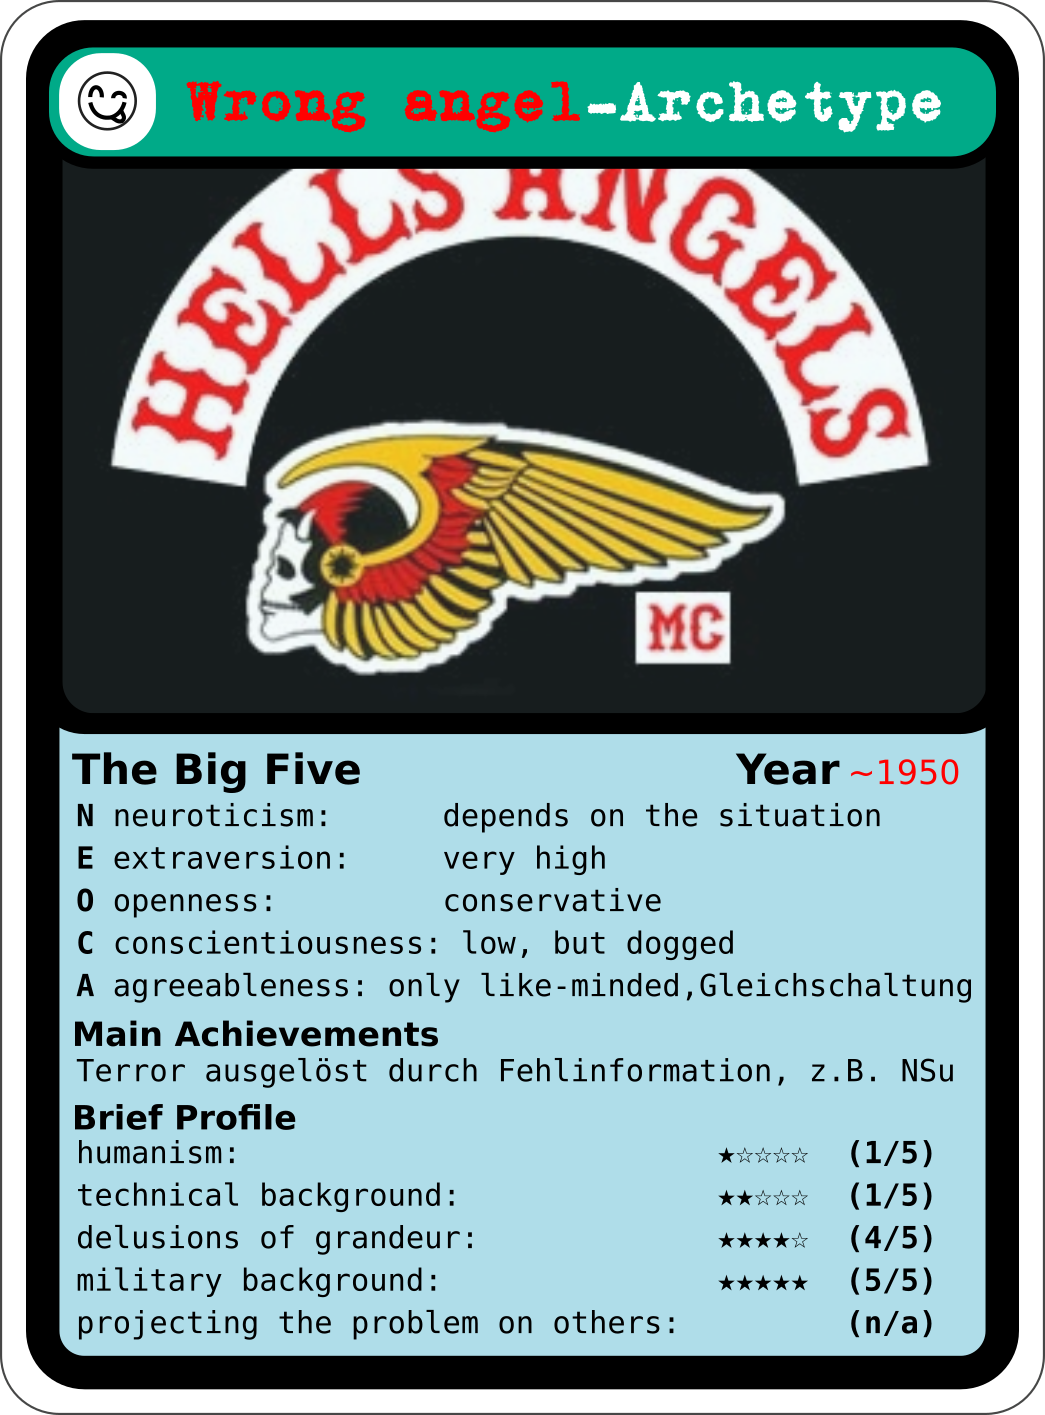 Wrong angel-Archetype
HELLS ANGELS
MC
The Big Five Year ~1950
N neuroticism: depends on the situation
E extraversion: very high
O openness: conservative
C conscientiousness: low, but dogged
A agreeableness: only like-minded,Gleichschaltung
Main Achievements
Terror ausgelöst durch Fehlinformation, z.B. NSu
Brief Profile
humanism: ★☆☆☆☆ (1/5)
technical background: ★★☆☆☆ (1/5)
delusions of grandeur: ★★★★☆ (4/5)
military background: ★★★★★ (5/5)
projecting the problem on others: (n/a)